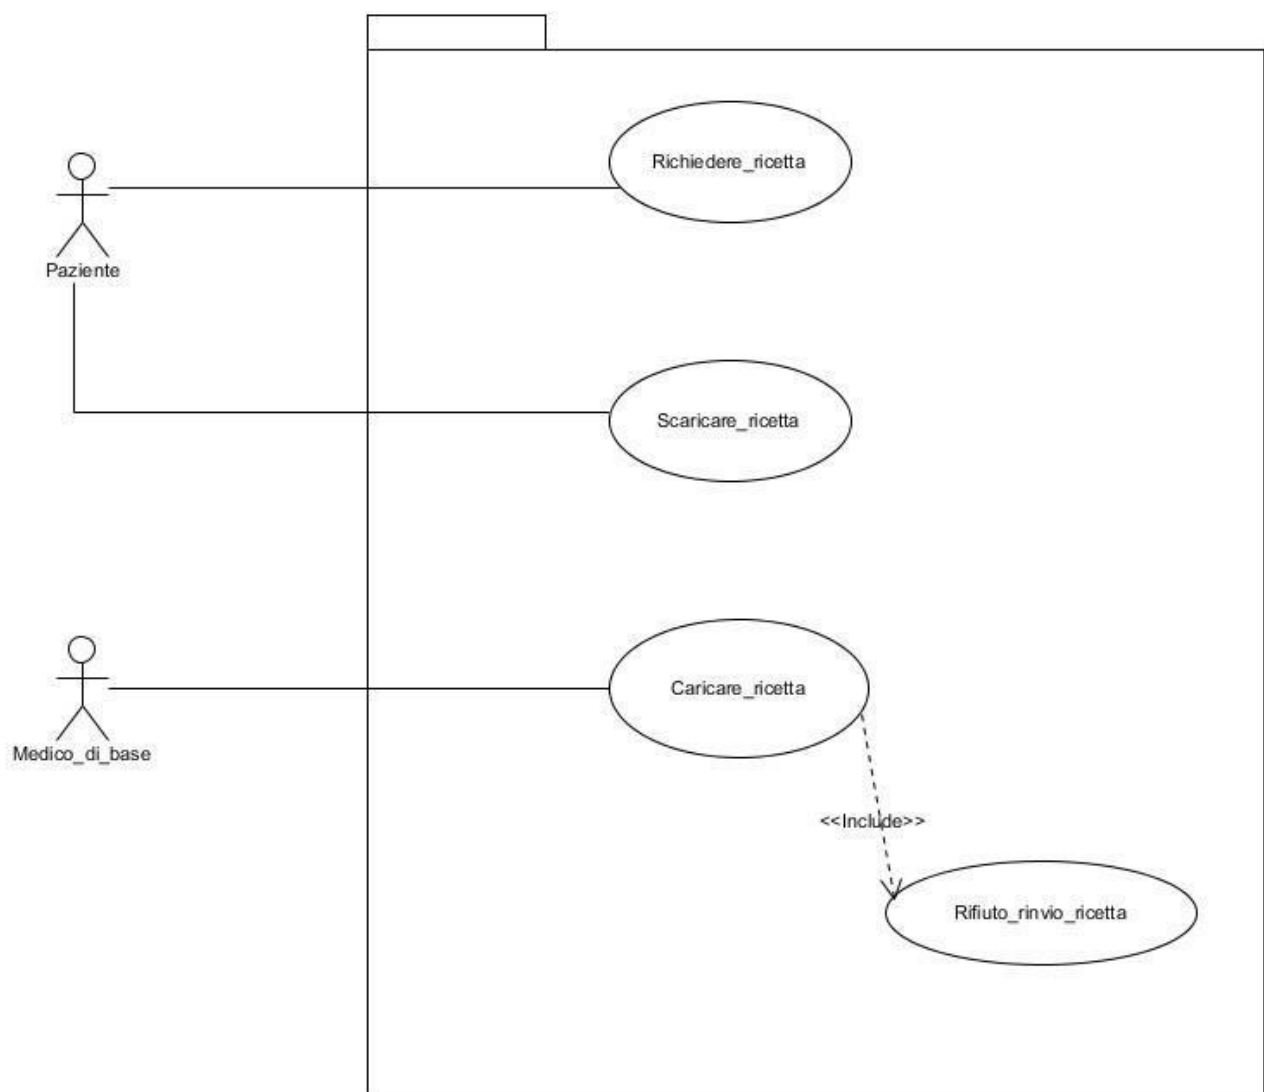 Richiedere_ricetta
Paziente
Scaricare_ricetta
Caricare_ricetta
Medico_di_base
<<Include>>
Rifiuto_rinvio_ricetta